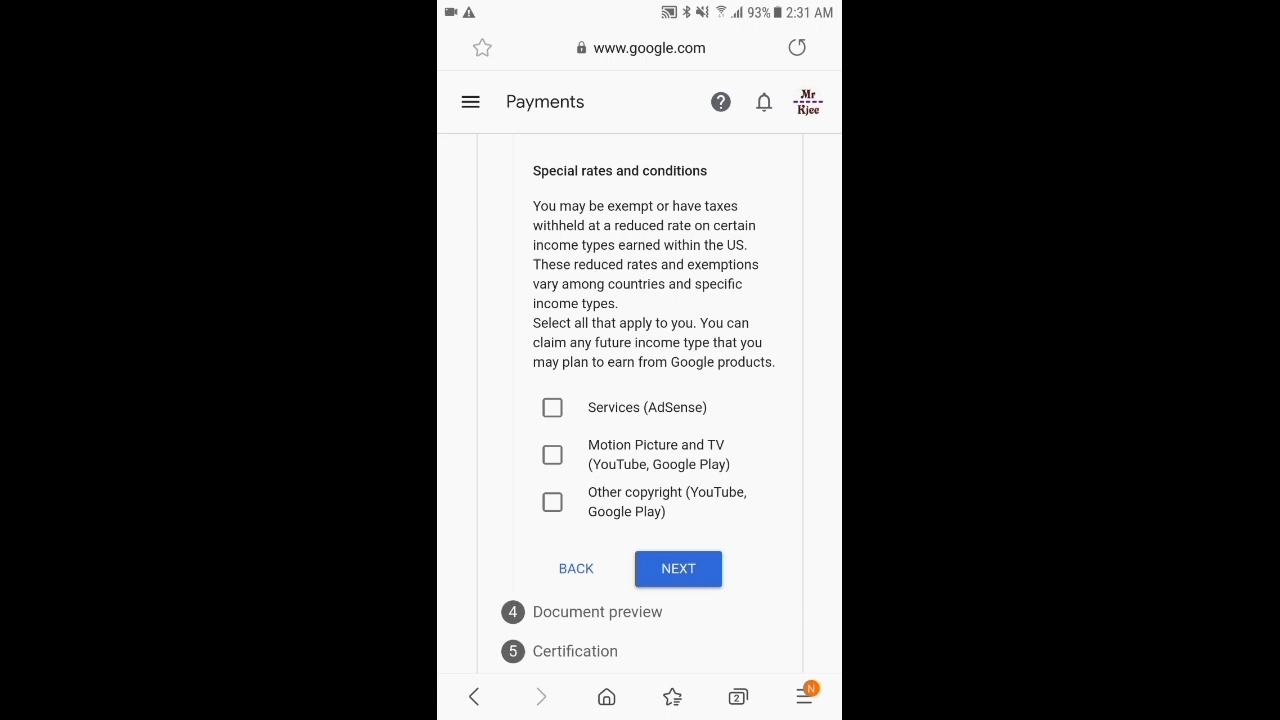 93% 2:31 AM
www.google.com
Payments
Mr
Kjee
Special rates and conditions
You may be exempt or have taxes
withheld at a reduced rate on certain
income types earned within the US.
These reduced rates and exemptions
vary among countries and specific
income types.
Select all that apply to you. You can
claim any future income type that you
may plan to earn from Google products.
Services (AdSense)
Motion Picture and TV
(YouTube, Google Play)
Other copyright (YouTube,
Google Play)
BACK NEXT
4 Document preview
5 Certification
2 N